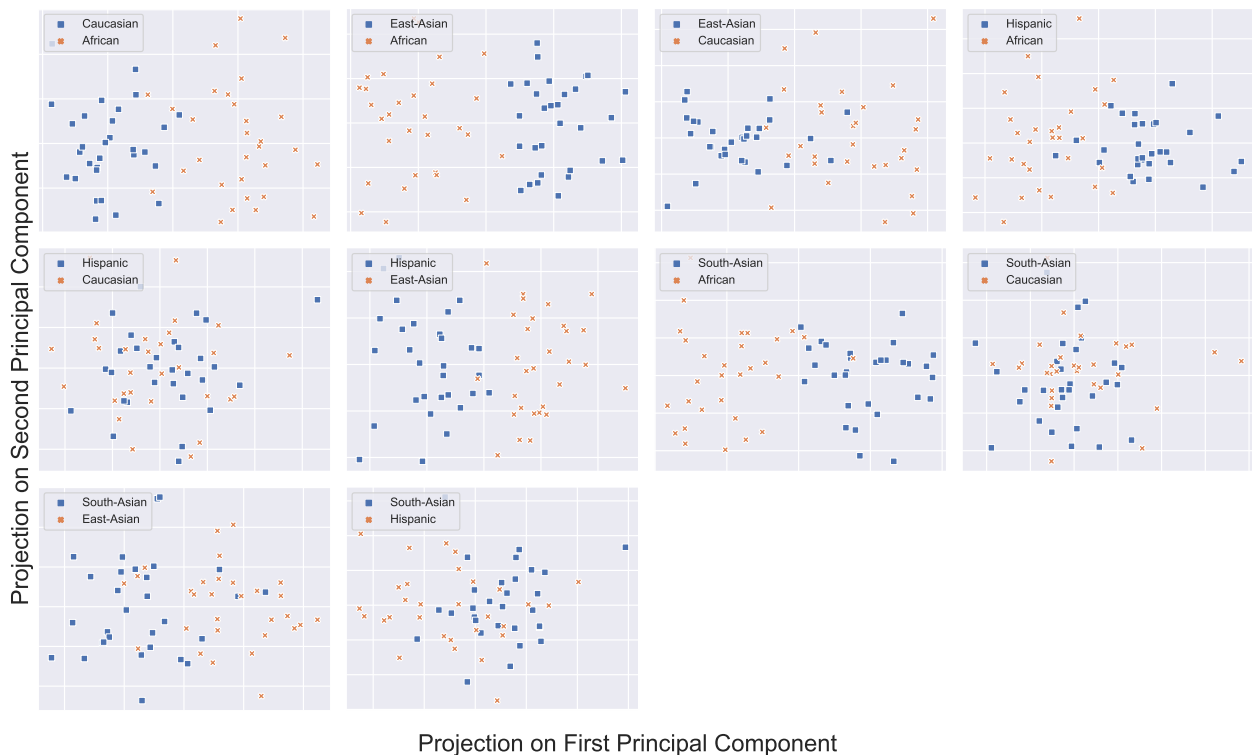 Caucasian
African
East-Asian
African
East-Asian
Caucasian
Hispanic
African
Hispanic
Caucasian
Hispanic
East-Asian
South-Asian
African
South-Asian
Caucasian
South-Asian
East-Asian
South-Asian
Hispanic
Projection on Second Principal Component
Projection on First Principal Component